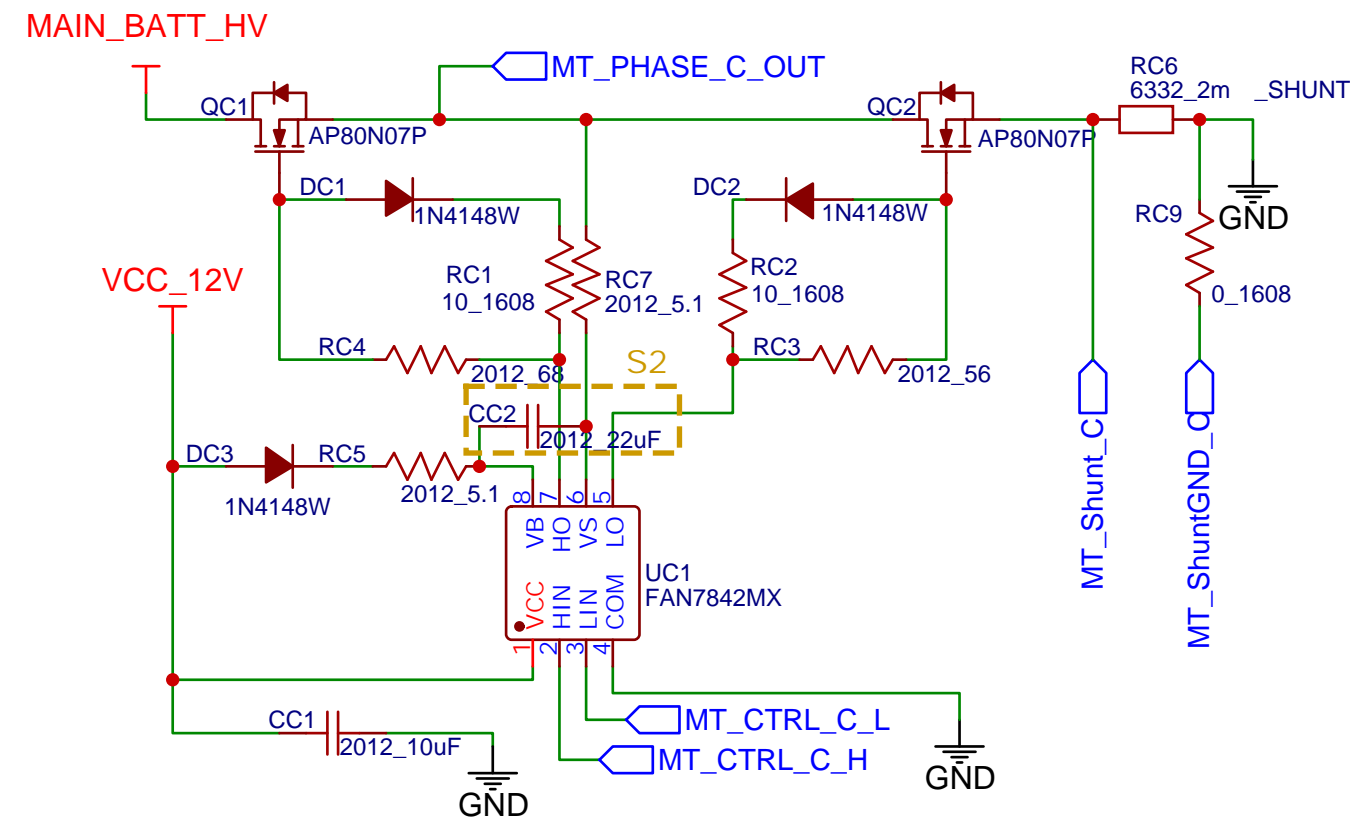 MAIN_BATT_HV
MT_PHASE_C_OUT
RC6
6332_2m _SHUNT
QC1
AP80N07P
QC2
AP80N07P
DC1
1N4148W
DC2
1N4148W
RC9
GND
0_1608
VCC_12V
RC1
10_1608
RC7
2012_5.1
RC2
10_1608
RC4
2012_68
S2
RC3
2012_56
CC2
2012_22uF
DC3
1N4148W
RC5
2012_5.1
MT_Shunt_C
MT_ShuntGND_C
8 7 6 5
VB HO VS LO
VCC HIN LIN COM
1 2 3 4
UC1
FAN7842MX
CC1
2012_10uF
GND
MT_CTRL_C_L
MT_CTRL_C_H
GND